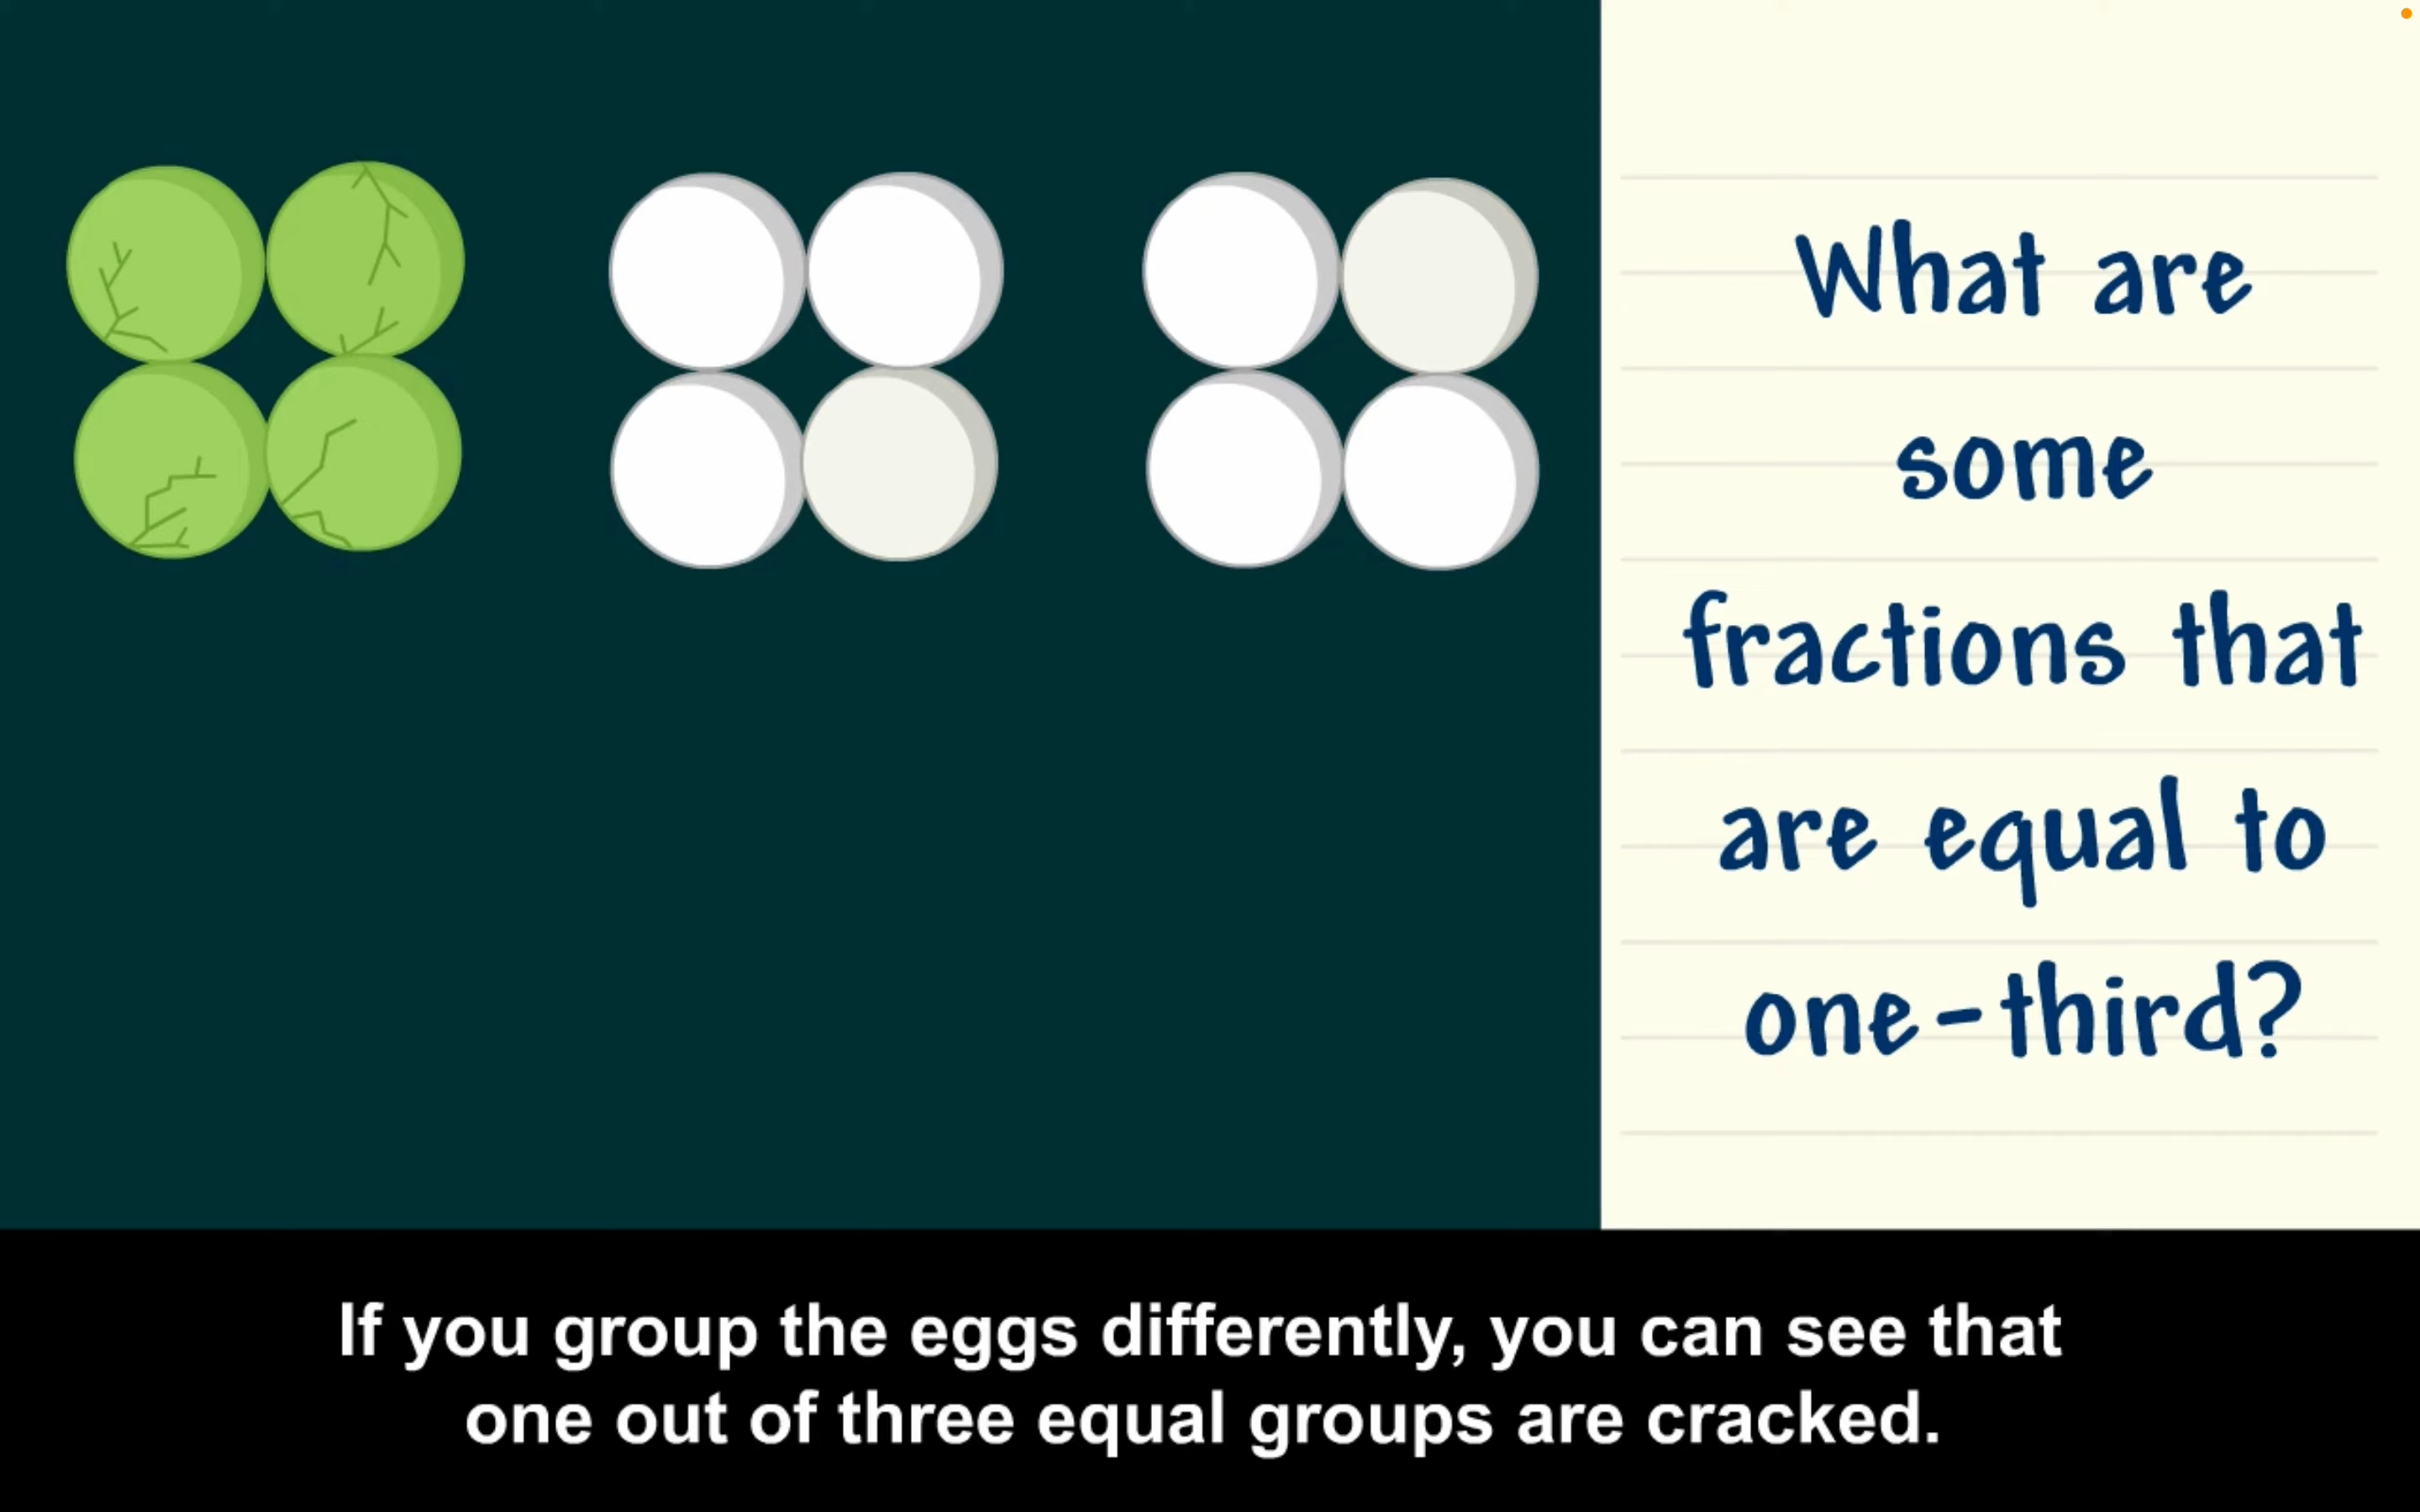 What are
some
fractions that
are equal to
one-third?
If you group the eggs differently, you can see that
one out of three equal groups are cracked.